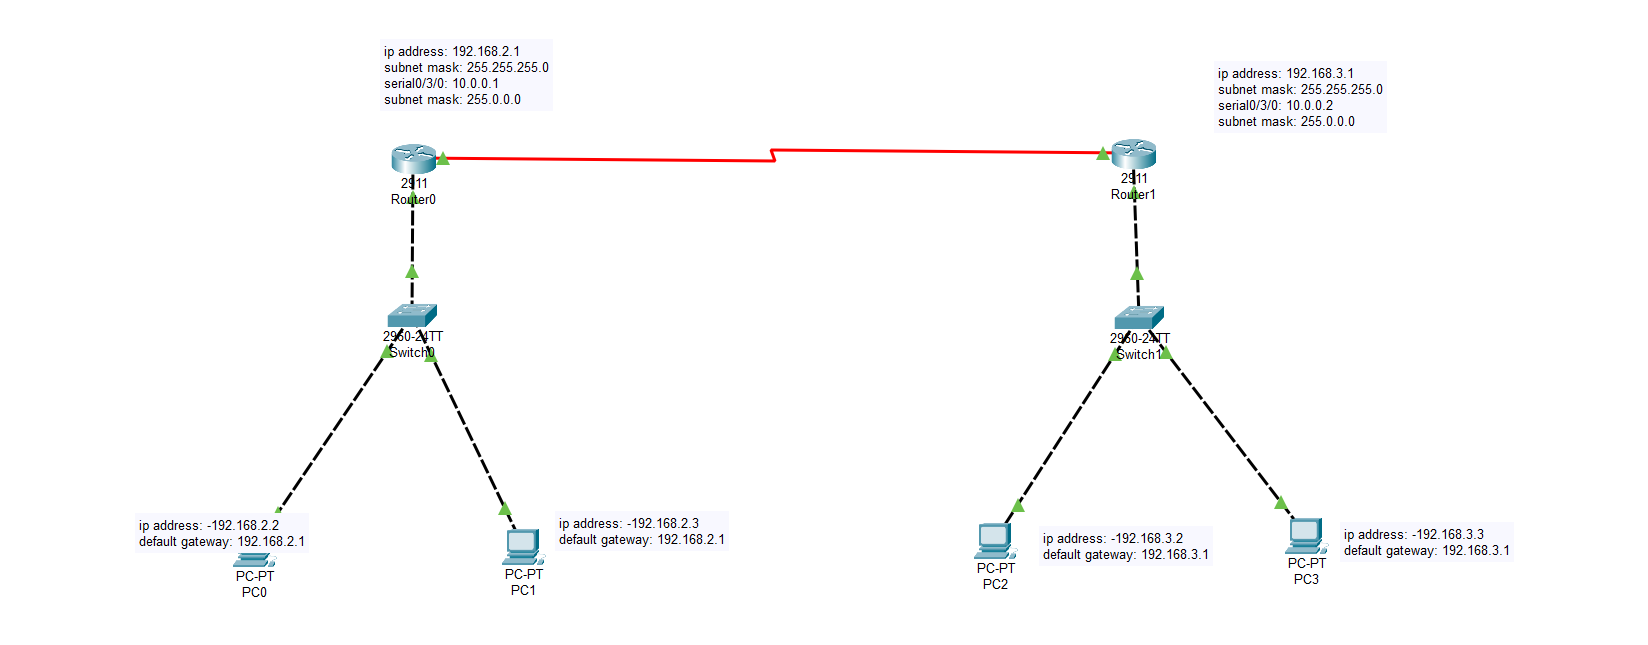 ip address: 192.168.2.1
subnet mask: 255.255.255.0
serial0/3/0: 10.0.0.1
subnet mask: 255.0.0.0
ip address: 192.168.3.1
subnet mask: 255.255.255.0
serial0/3/0: 10.0.0.2
subnet mask: 255.0.0.0
2911
Router0
2911
Router1
2960-24TT
Switch0
2960-24TT
Switch1
ip address: -192.168.2.2
default gateway: 192.168.2.1
PC-PT
PC0
ip address: -192.168.2.3
default gateway: 192.168.2.1
PC-PT
PC1
ip address: -192.168.3.2
default gateway: 192.168.3.1
PC-PT
PC2
ip address: -192.168.3.3
default gateway: 192.168.3.1
PC-PT
PC3